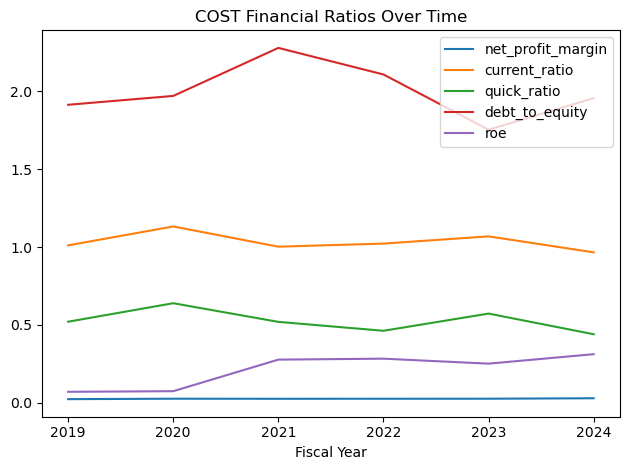 COST Financial Ratios Over Time
net_profit_margin
current_ratio
quick_ratio
debt_to_equity
roe
2.0
1.5
1.0
0.5
0.0
2019 2020 2021 2022 2023 2024
Fiscal Year